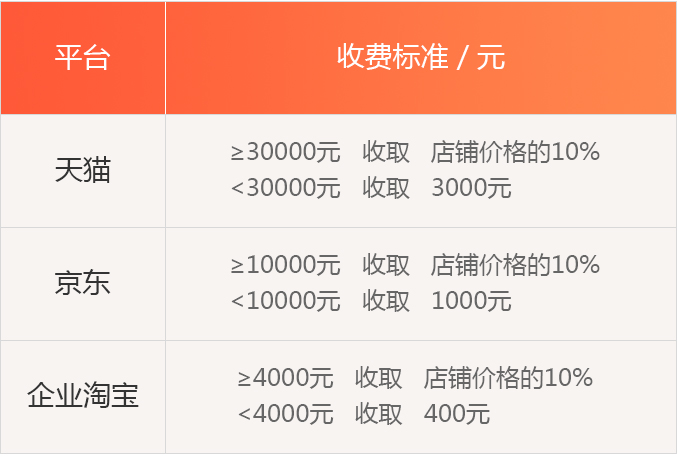 平台 收费标准 / 元
天猫
≥30000元 收取 店铺价格的10%
<30000元 收取 3000元
京东
≥10000元 收取 店铺价格的10%
<10000元 收取 1000元
企业淘宝
≥4000元 收取 店铺价格的10%
<4000元 收取 400元